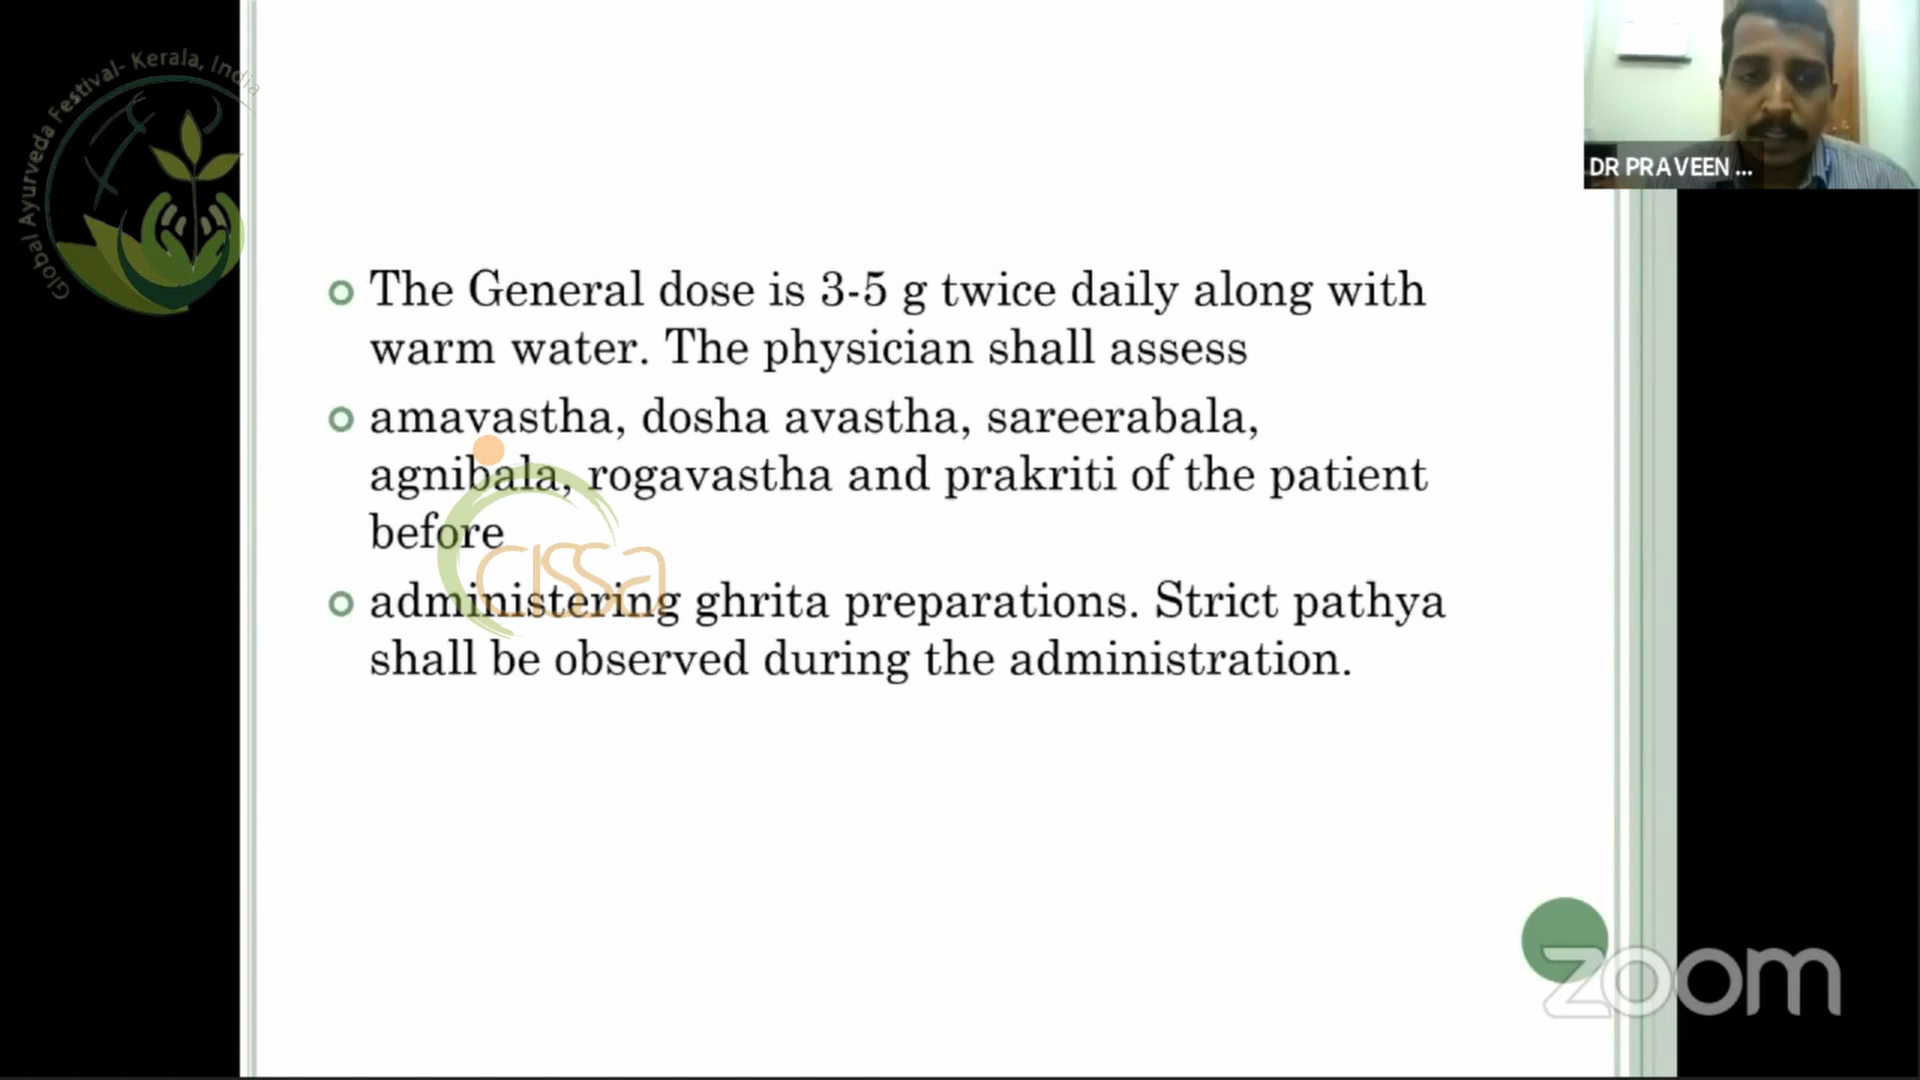 Global Ayurveda Festival- Kerala, India
DR PRAVEEN ...
The General dose is 3-5 g twice daily along with
warm water. The physician shall assess
amavastha, dosha avastha, sareerabala,
agnibala, rogavastha and prakriti of the patient
before
administering ghrita preparations. Strict pathya
shall be observed during the administration.
cissa
zoom